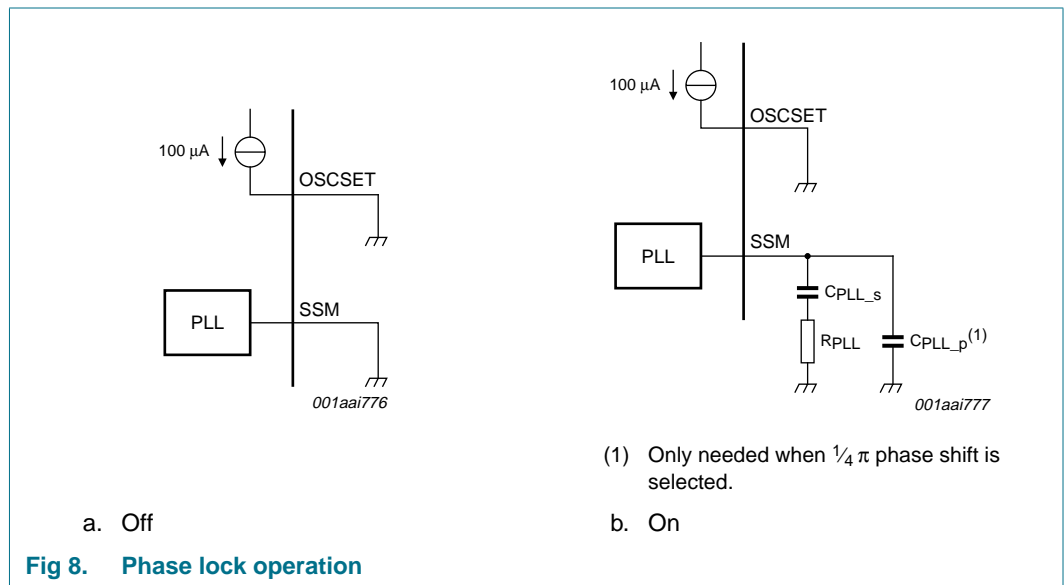 100 μA
OSCSET
PLL
SSM
001aai776
100 μA
OSCSET
PLL
SSM
CPLL_s
RPLL
CPLL_p(1)
001aai777
(1) Only needed when 1⁄4 π phase shift is
selected.
a. Off
b. On
Fig 8. Phase lock operation